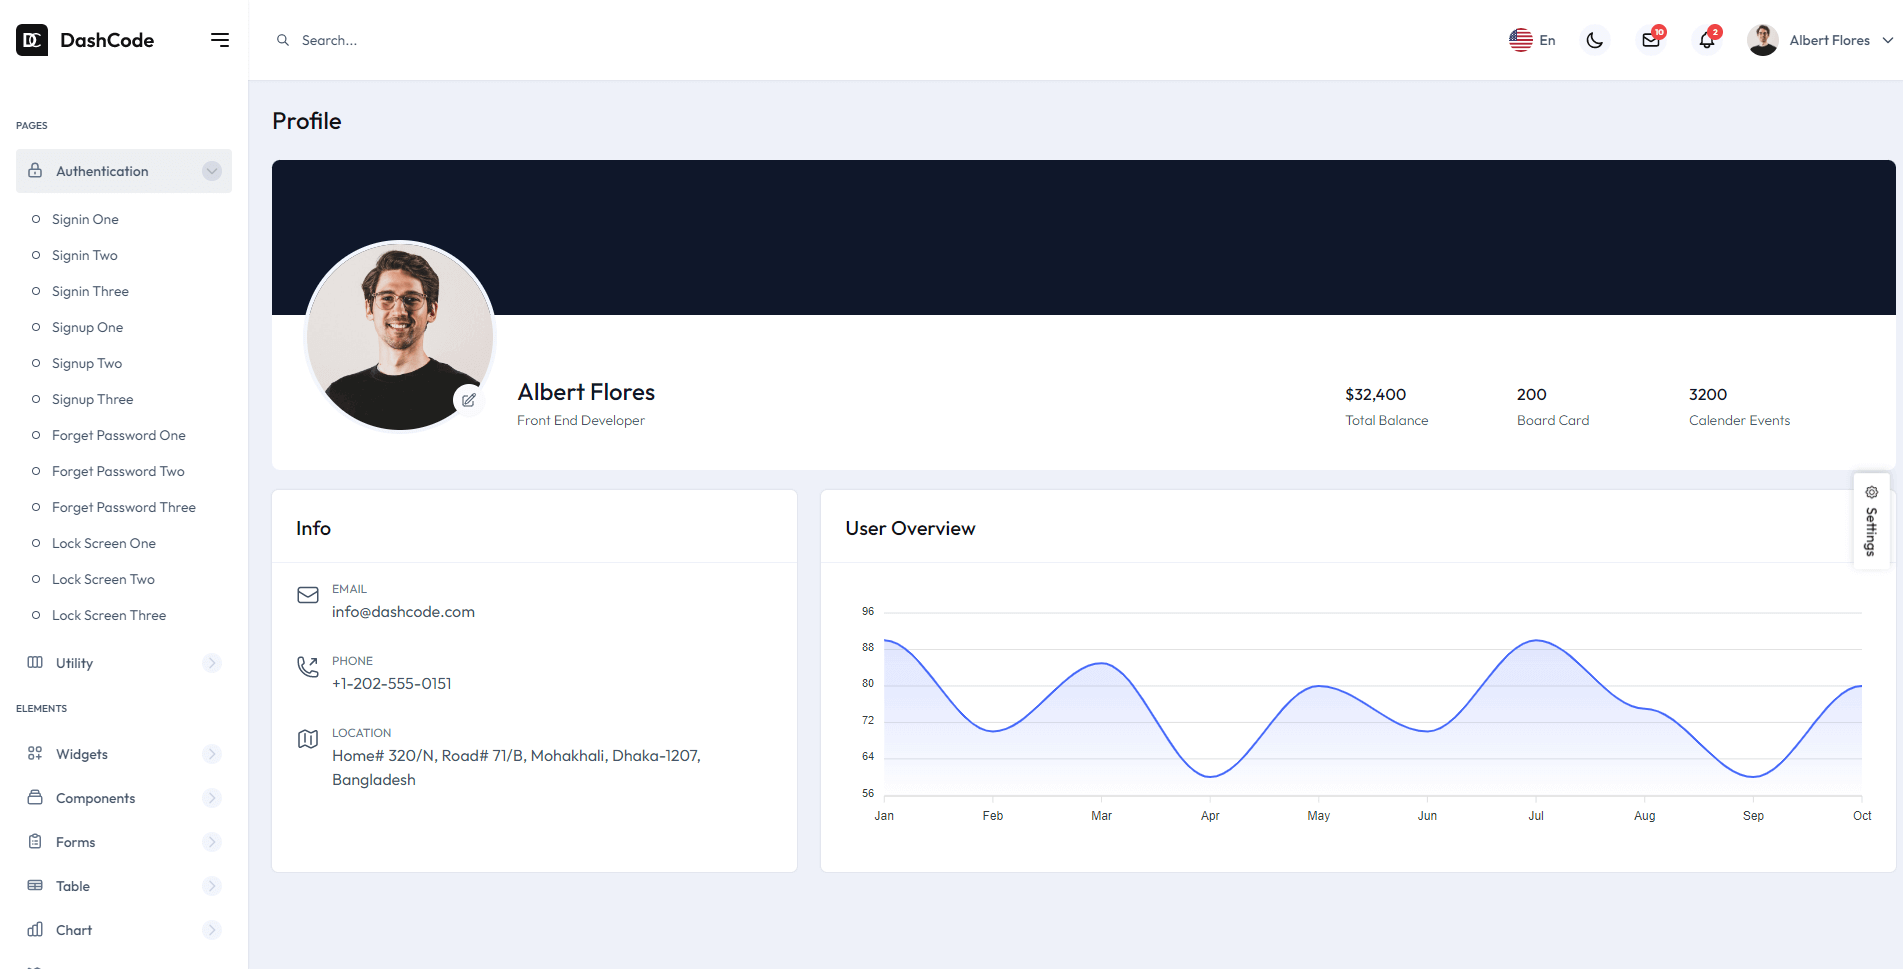 DC DashCode
Search...
En
10
2
Albert Flores
PAGES
Authentication
Signin One
Signin Two
Signin Three
Signup One
Signup Two
Signup Three
Forget Password One
Forget Password Two
Forget Password Three
Lock Screen One
Lock Screen Two
Lock Screen Three
Utility
ELEMENTS
Widgets
Components
Forms
Table
Chart
Profile
Albert Flores
Front End Developer
$32,400
Total Balance
200
Board Card
3200
Calender Events
Settings
Info
EMAIL
info@dashcode.com
PHONE
+1-202-555-0151
LOCATION
Home# 320/N, Road# 71/B, Mohakhali, Dhaka-1207,
Bangladesh
User Overview
96
88
80
72
64
56
Jan Feb Mar Apr May Jun Jul Aug Sep Oct